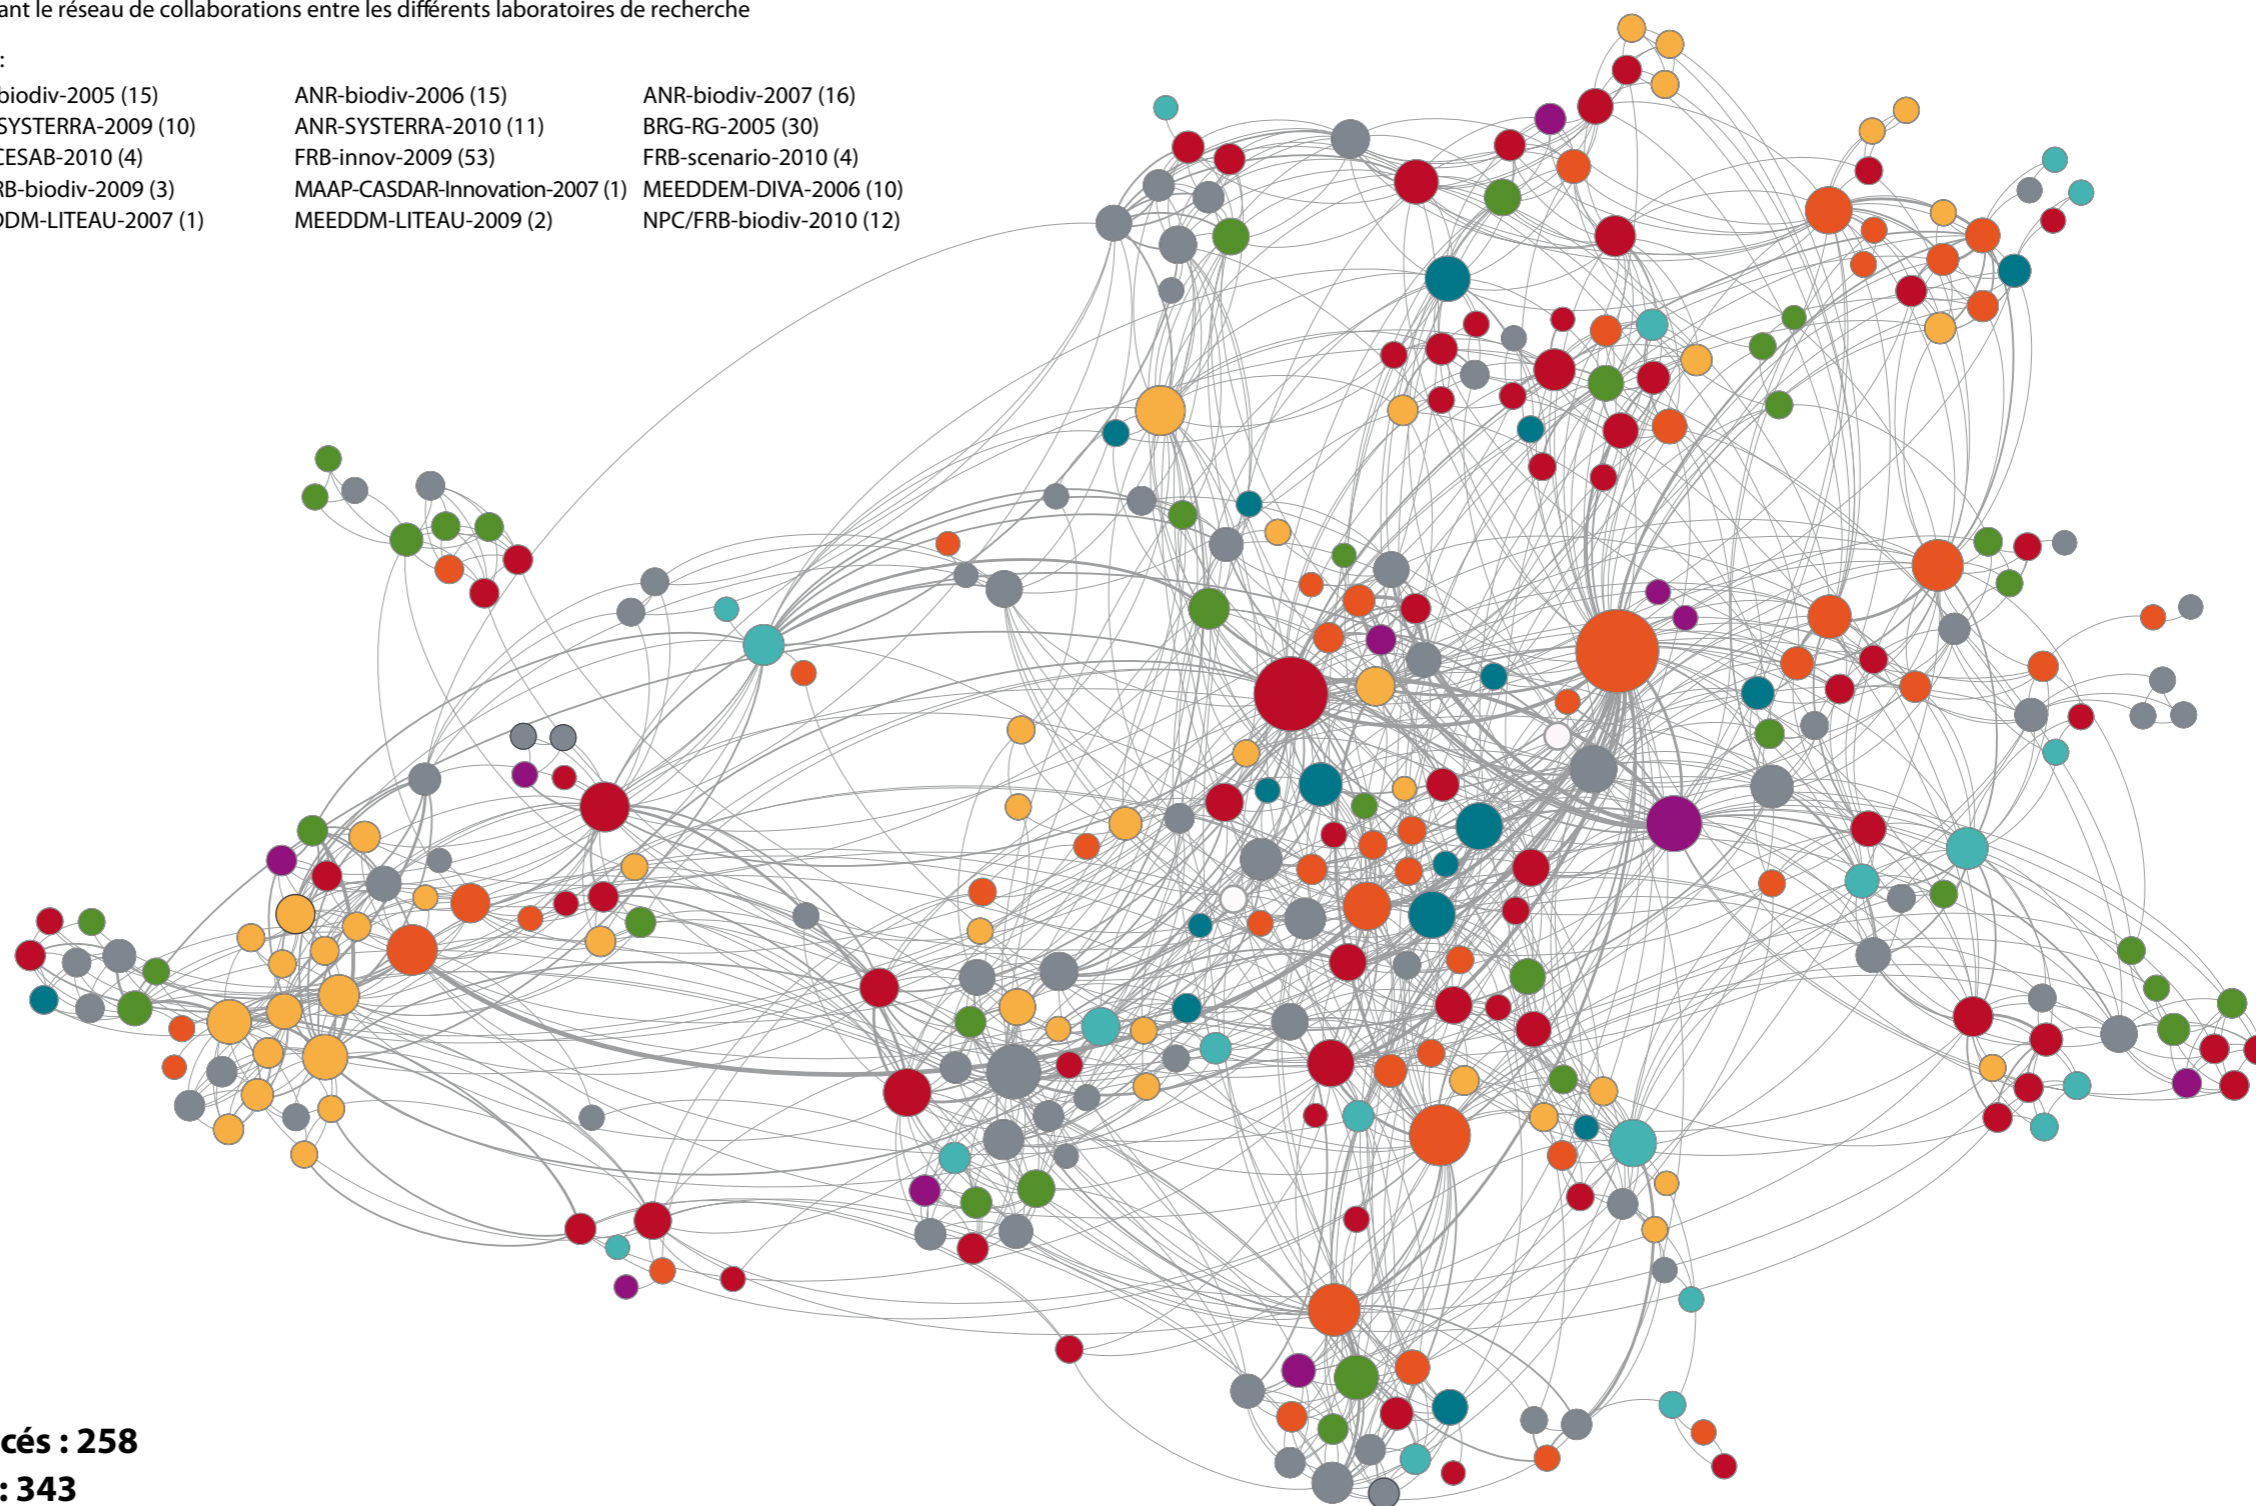 ant le réseau de collaborations entre les différents laboratoires de recherche
:
biodiv-2005 (15) ANR-biodiv-2006 (15) ANR-biodiv-2007 (16)
SYSTERRA-2009 (10) ANR-SYSTERRA-2010 (11) BRG-RG-2005 (30)
CESAB-2010 (4) FRB-innov-2009 (53) FRB-scenario-2010 (4)
RB-biodiv-2009 (3) MAAP-CASDAR-Innovation-2007 (1) MEEDDEM-DIVA-2006 (10)
DDM-LITEAU-2007 (1) MEEDDM-LITEAU-2009 (2) NPC/FRB-biodiv-2010 (12)
cés : 258
: 343